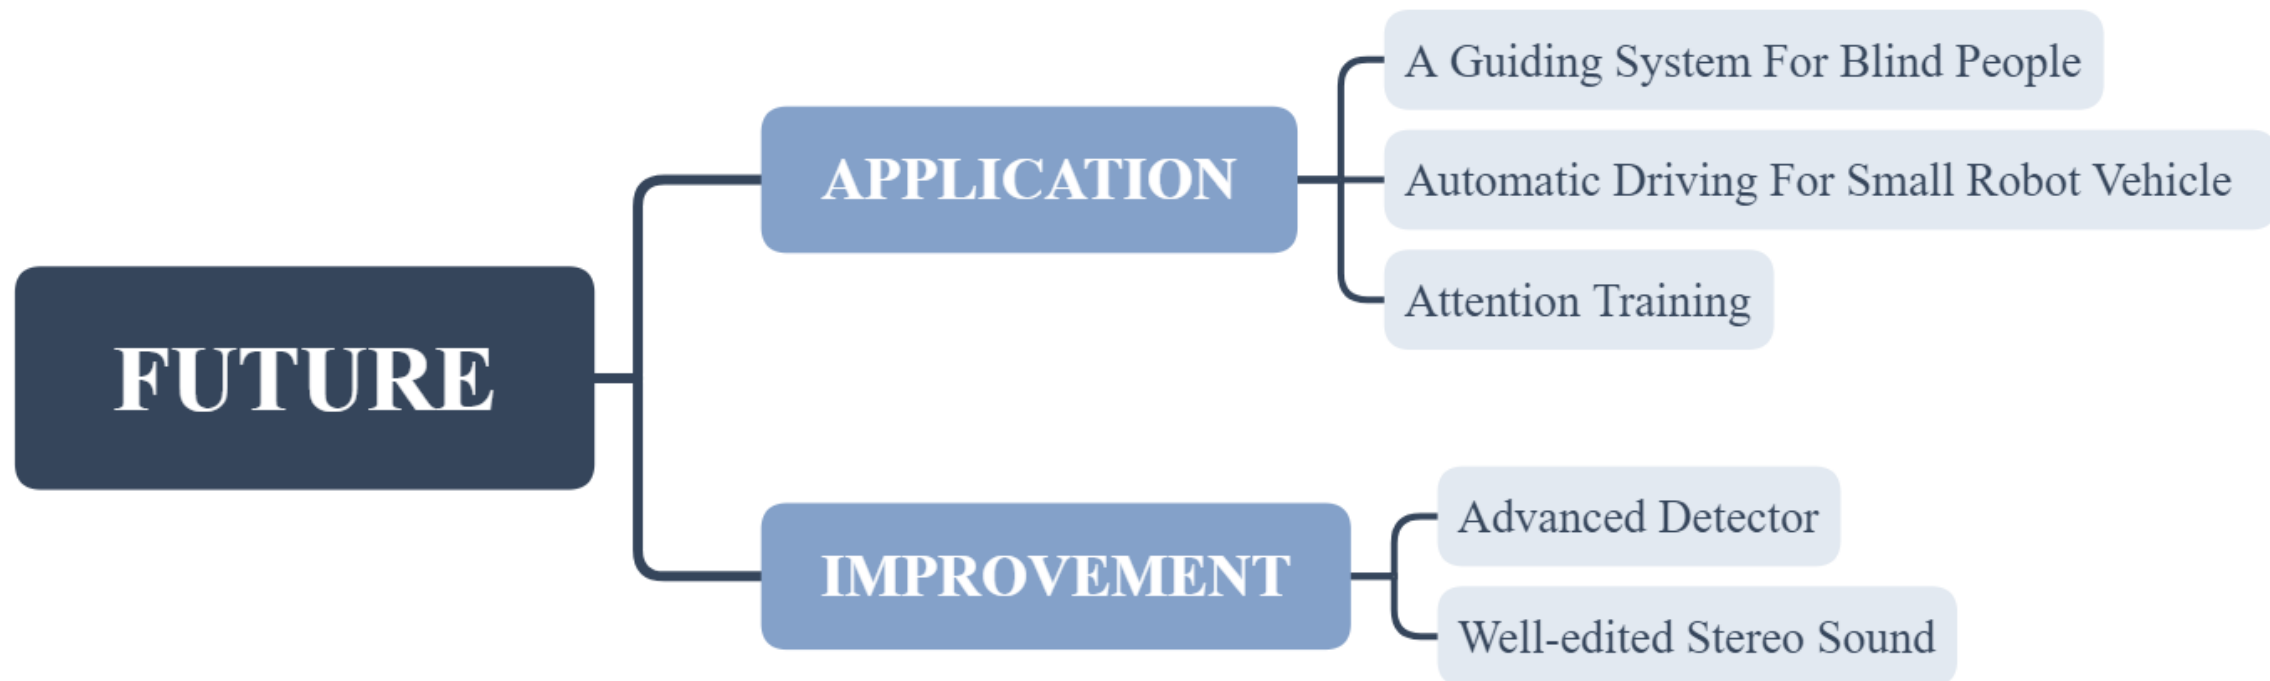 FUTURE
APPLICATION
A Guiding System For Blind People
Automatic Driving For Small Robot Vehicle
Attention Training
IMPROVEMENT
Advanced Detector
Well-edited Stereo Sound